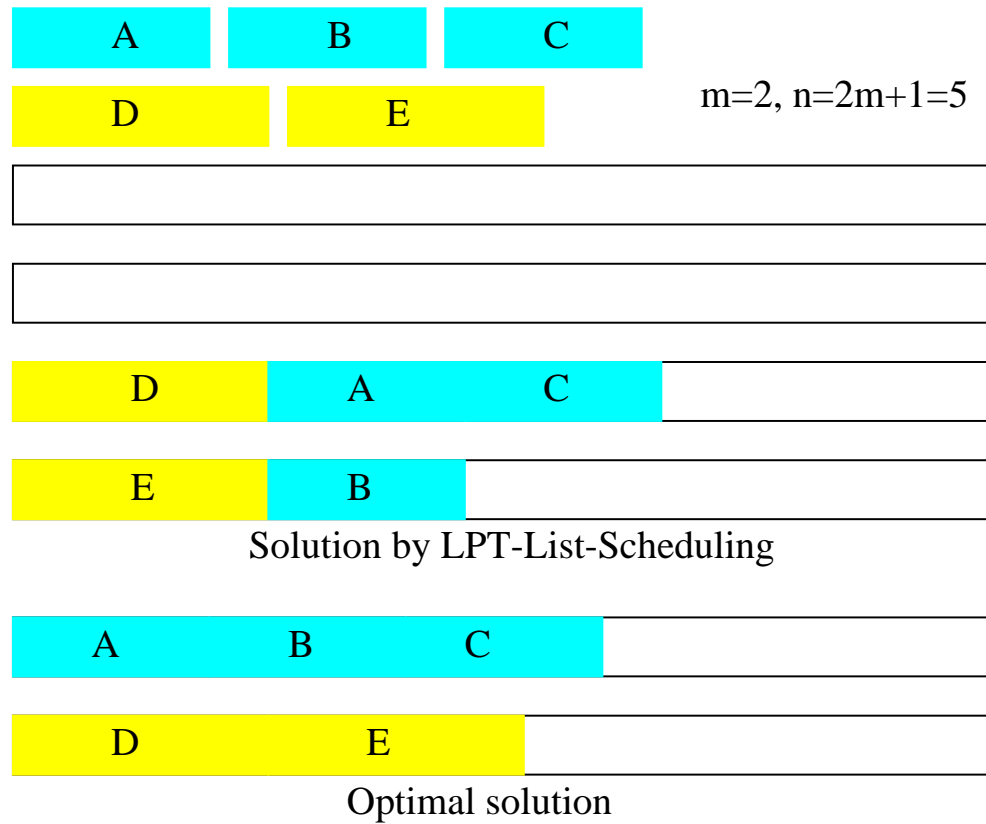 A B C
m=2, n=2m+1=5
D E
D A C
E B
Solution by LPT-List-Scheduling
A B C
D E
Optimal solution